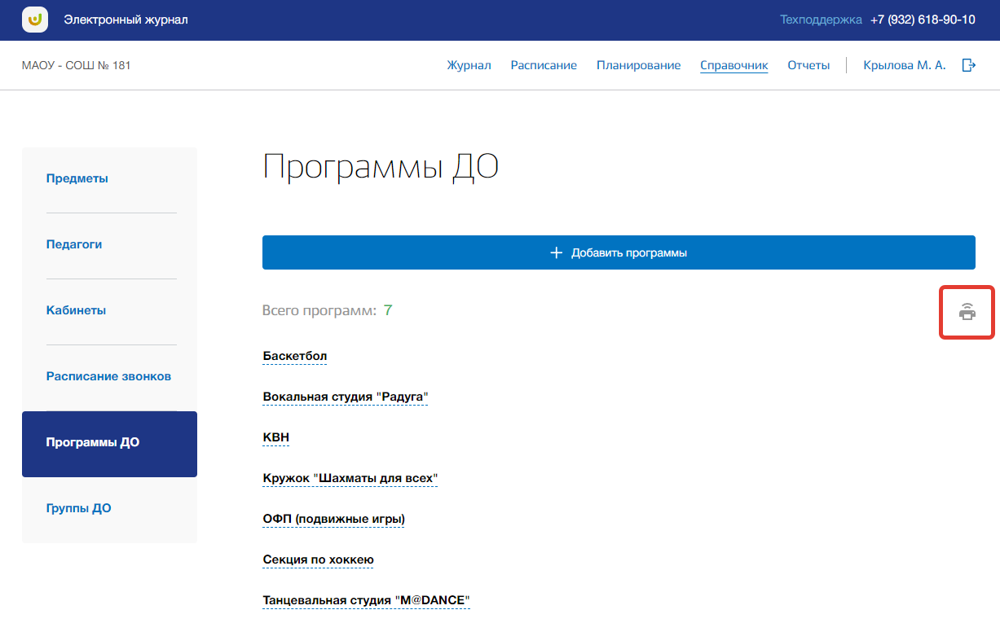 Электронный журнал
Техподдержка +7 (932) 618-90-10
МАОУ - СОШ № 181
Журнал Расписание Планирование Справочник Отчеты Крылова М. А.
Предметы
Педагоги
Кабинеты
Расписание звонков
Программы ДО
Группы ДО
Программы ДО
Добавить программы
Всего программ: 7
Баскетбол
Вокальная студия "Радуга"
КВН
Кружок "Шахматы для всех"
ОФП (подвижные игры)
Секция по хоккею
Танцевальная студия "M@DANCE"